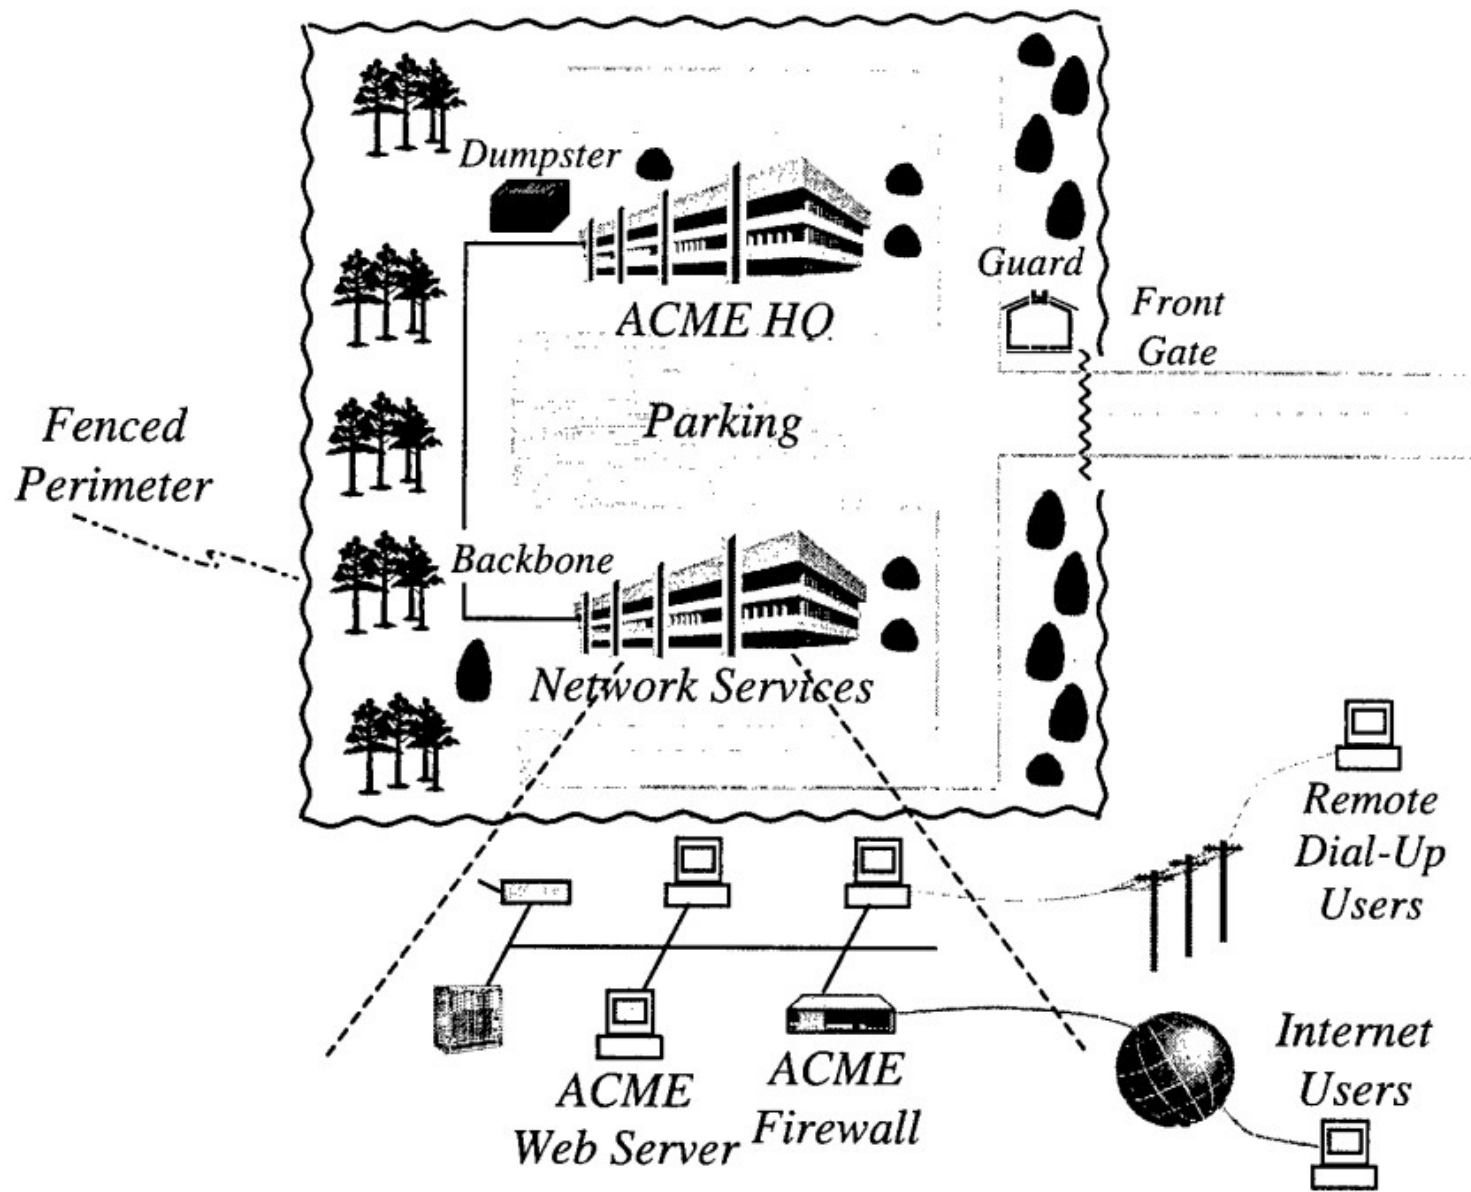 Dumpster
ACME HQ
Guard
Front
Gate
Parking
Fenced
Perimeter
Backbone
Network Services
Remote
Dial-Up
Users
ACME
Web Server
ACME
Firewall
Internet
Users